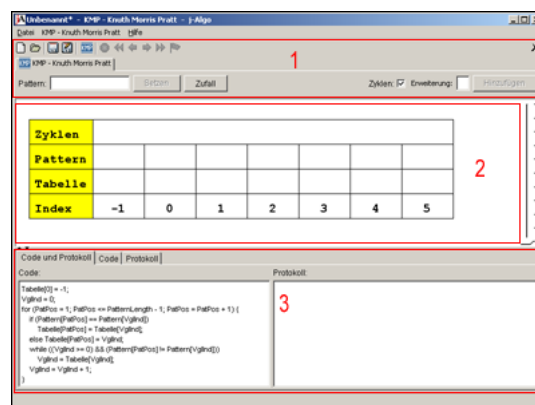 Unbenannt* - KMP - Knuth Morris Pratt - j-Algo
Datei KMP - Knuth Morris Pratt Hilfe
KMP
1
KMP KMP - Knuth Morris Pratt
Pattern: Setzen Zufall Zyklen: Erweiterung: Hinzufügen
Zyklen
Pattern
2
Tabelle
Index -1 0 1 2 3 4 5
Code und Protokoll Code Protokoll
Code: Protokoll:
3
Tabelle[0] = -1;
VglInd = 0;
for (PatPos = 1; PatPos <= PatternLength - 1; PatPos = PatPos + 1) {
if (Pattern[PatPos] == Pattern[VglInd])
Tabelle[PatPos] = Tabelle[VglInd];
else Tabelle[PatPos] = VglInd;
while ((VglInd >= 0) && (Pattern[PatPos] != Pattern[VglInd]))
VglInd = Tabelle[VglInd];
VglInd = VglInd + 1;
}